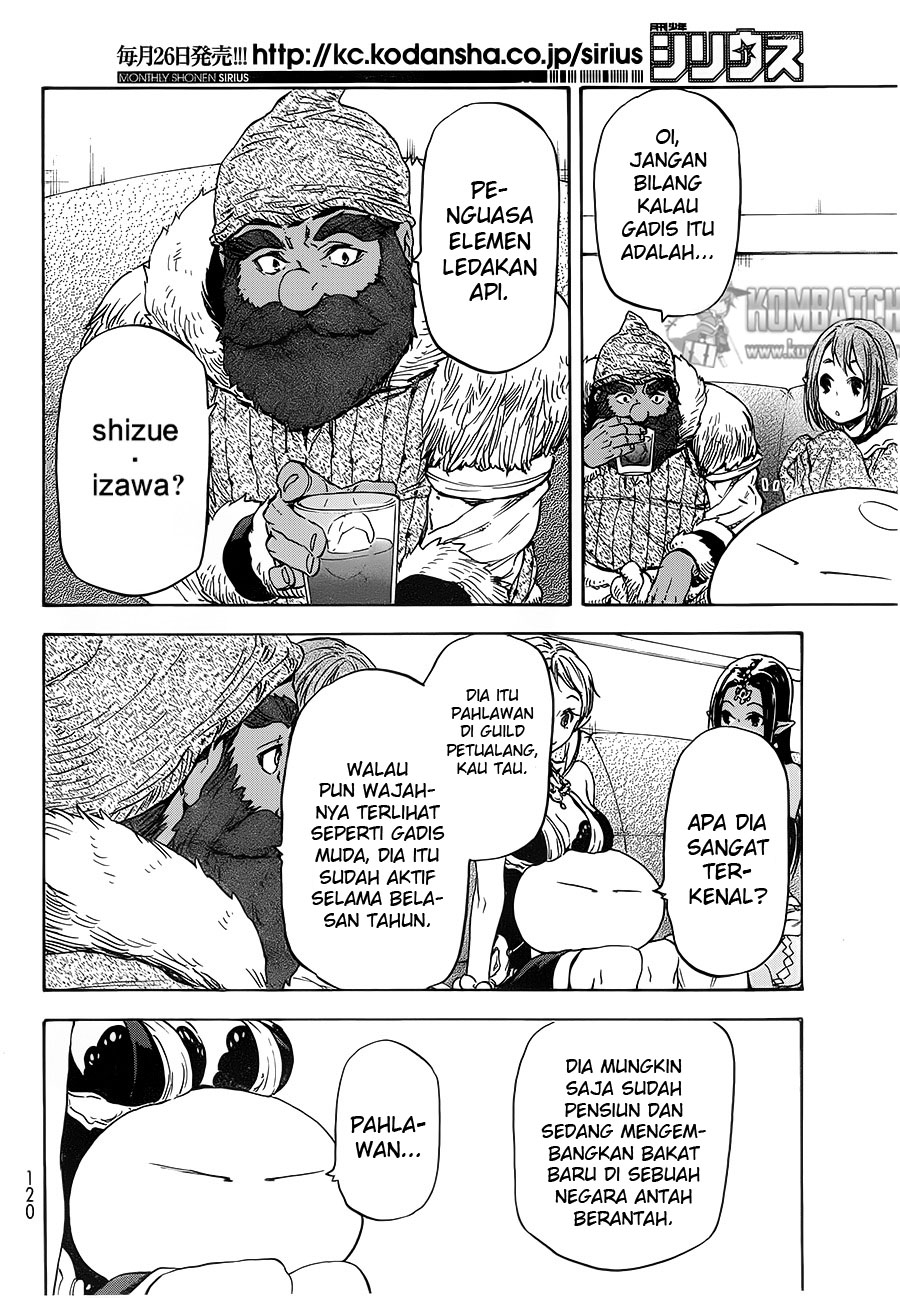 毎月26日発売!!! http://kc.kodansha.co.jp/sirius
MONTHLY SHONEN SIRIUS
月刊少年
シリウス
OI,
JANGAN
BILANG
KALAU
GADIS ITU
ADALAH...
KOMBATCH
PE-
NGUASA
ELEMEN
LEDAKAN
API.
shizue
·
izawa?
APA DIA
SANGAT
TER-
KENAL?
DIA ITU
PAHLAWAN
DI GUILD
PETUALANG,
KAU TAU.
WALAU
PUN WAJAH-
NYA TERLIHAT
SEPERTI GADIS
MUDA, DIA ITU
SUDAH AKTIF
SELAMA BELA-
SAN TAHUN.
DIA MUNGKIN
SAJA SUDAH
PENSIUN DAN
SEDANG MENGEM-
BANGKAN BAKAT
BARU DI SEBUAH
NEGARA ANTAH
BERANTAH.
PAHLA-
WAN...
120